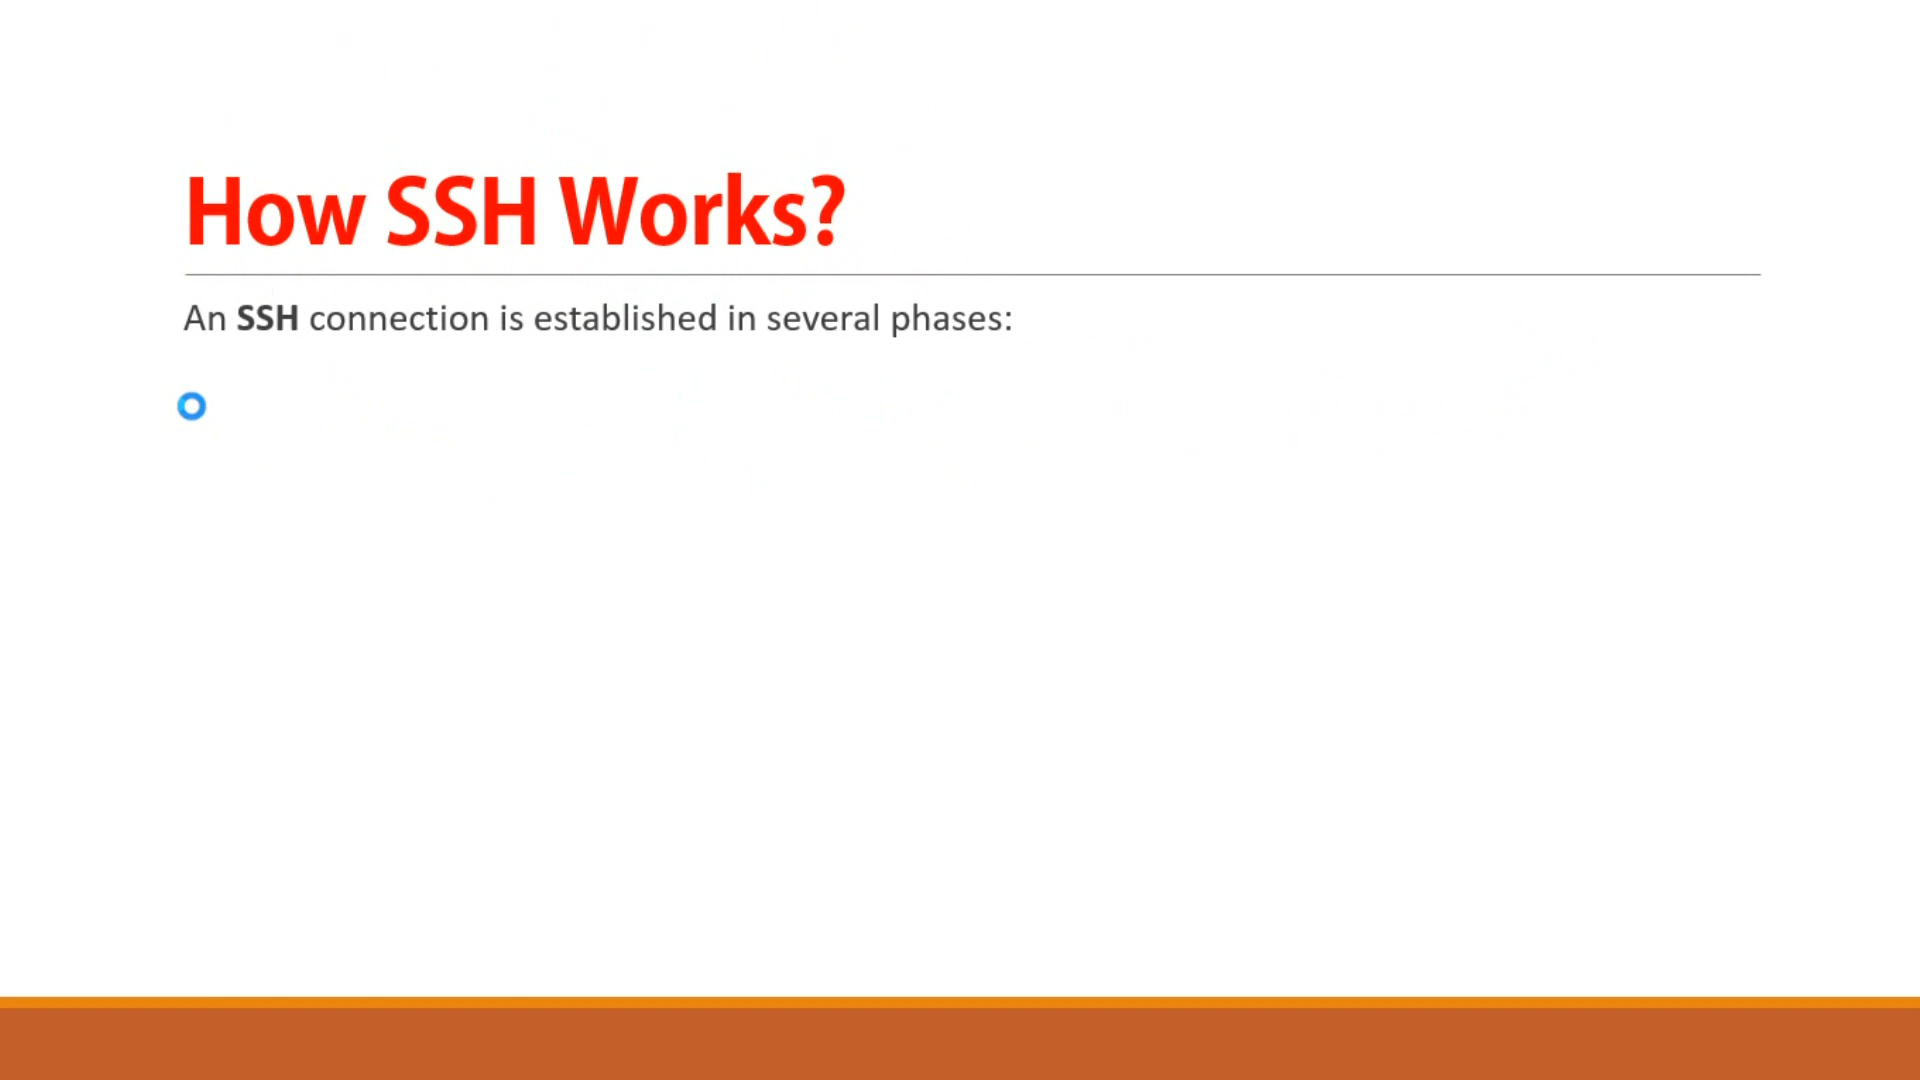 How SSH Works?
An SSH connection is established in several phases: